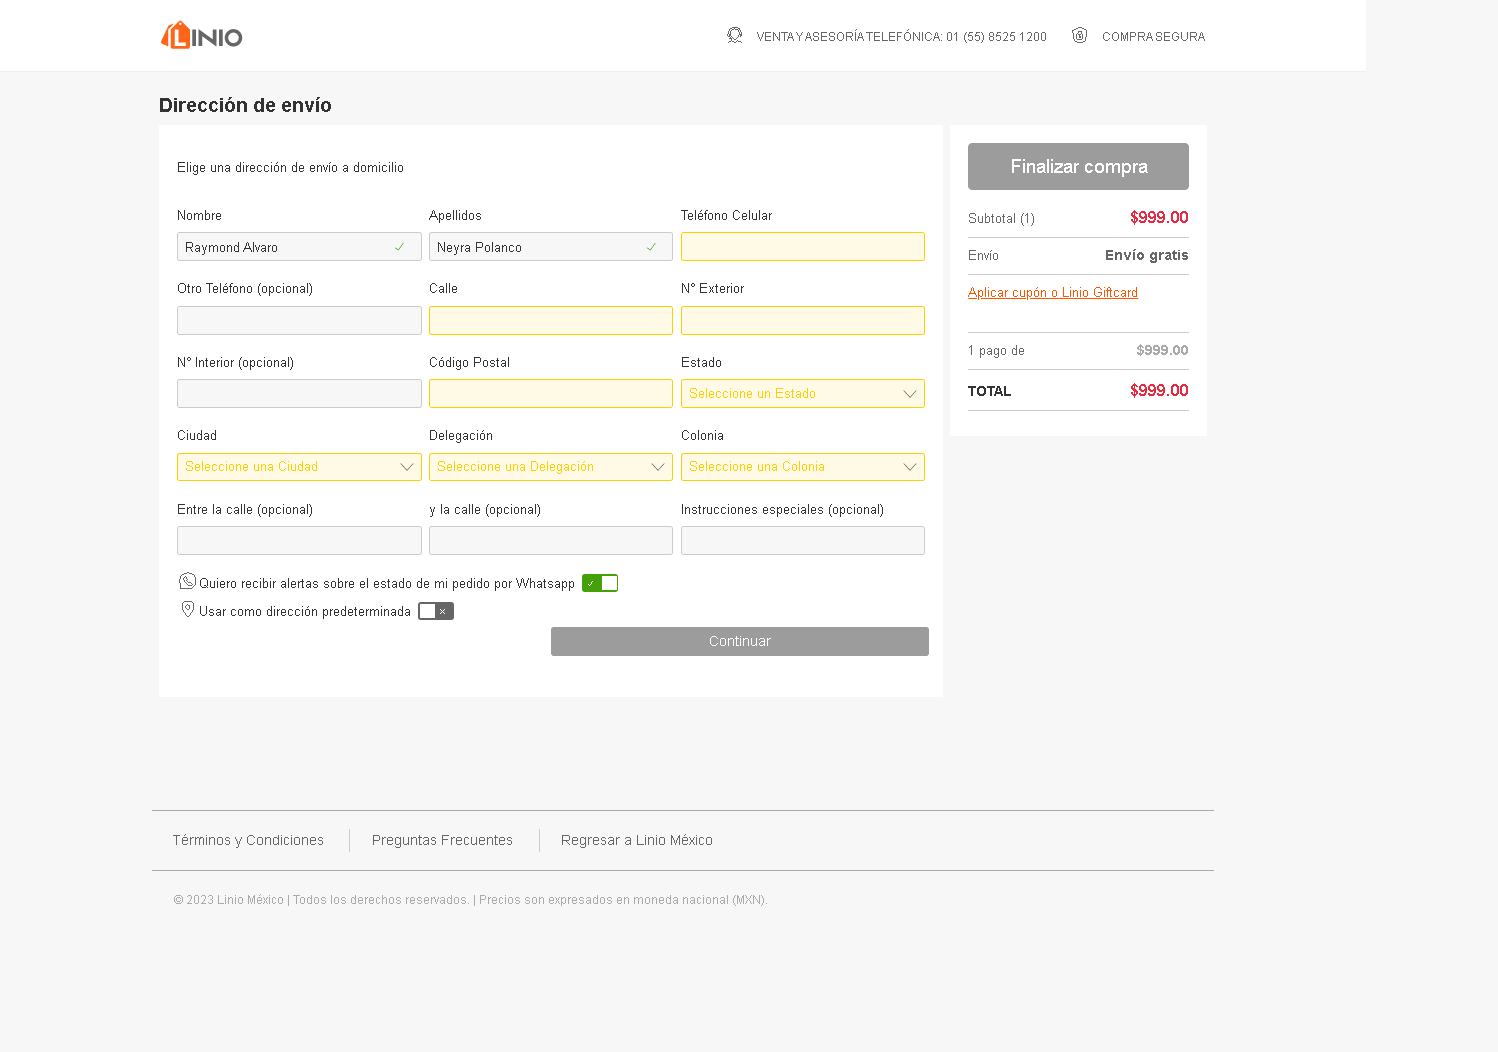 LINIO
VENTA Y ASESORÍA TELEFÓNICA: 01 (55) 8525 1200
COMPRA SEGURA
Dirección de envío
Elige una dirección de envío a domicilio
Nombre
Apellidos
Teléfono Celular
Raymond Alvaro
Neyra Polanco
Otro Teléfono (opcional)
Calle
N° Exterior
N° Interior (opcional)
Código Postal
Estado
Seleccione un Estado
Ciudad
Delegación
Colonia
Seleccione una Ciudad
Seleccione una Delegación
Seleccione una Colonia
Entre la calle (opcional)
y la calle (opcional)
Instrucciones especiales (opcional)
Quiero recibir alertas sobre el estado de mi pedido por Whatsapp
Usar como dirección predeterminada
Continuar
Finalizar compra
Subtotal (1) $999.00
Envío Envío gratis
Aplicar cupón o Linio Giftcard
1 pago de $999.00
TOTAL $999.00
Términos y Condiciones
Preguntas Frecuentes
Regresar a Linio México
© 2023 Linio México | Todos los derechos reservados. | Precios son expresados en moneda nacional (MXN).